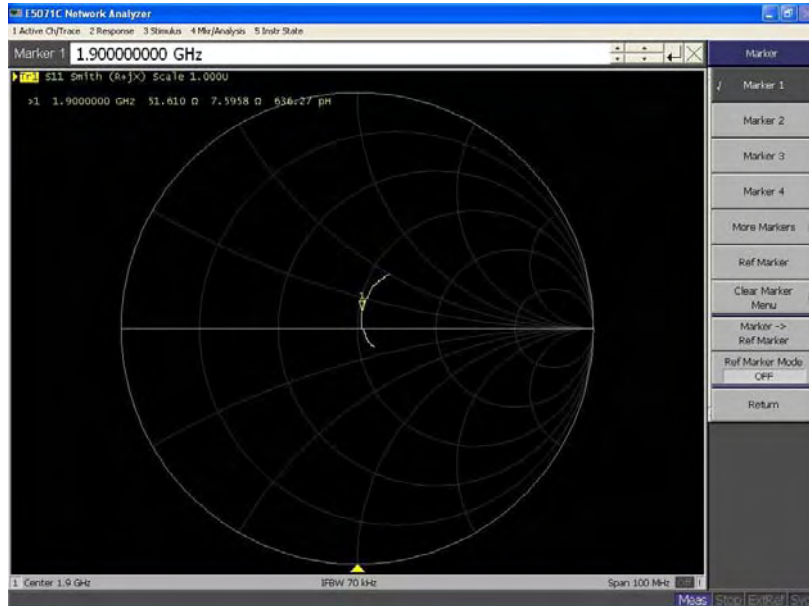 E5071C Network Analyzer
1 Active Ch/Trace 2 Response 3 Stimulus 4 Mkr/Analysis 5 Instr State
Marker 1 1.900000000 GHz
Tr1 S11 Smith (R+jX) Scale 1.000U
>1 1.9000000 GHz 51.610 Ω 7.5958 Ω 636.27 pH
1
Marker
√ Marker 1
Marker 2
Marker 3
Marker 4
More Markers
Ref Marker
Clear Marker
Menu
Marker ->
Ref Marker
Ref Marker Mode
OFF
Return
1 Center 1.9 GHz IFBW 70 kHz Span 100 MHz
Meas Stop ExtRef Svc